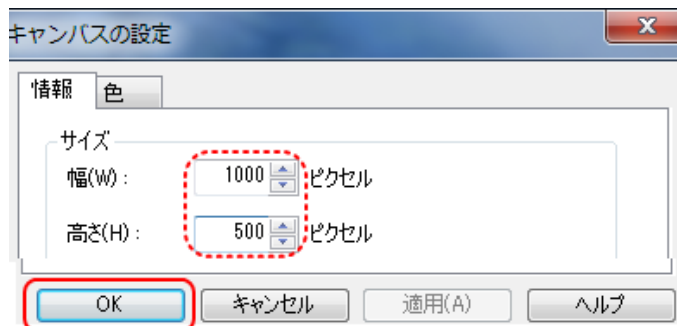 キャンバスの設定
情報 色
サイズ
幅(W) : 1000 ピクセル
高さ(H) : 500 ピクセル
OK キャンセル 適用(A) ヘルプ